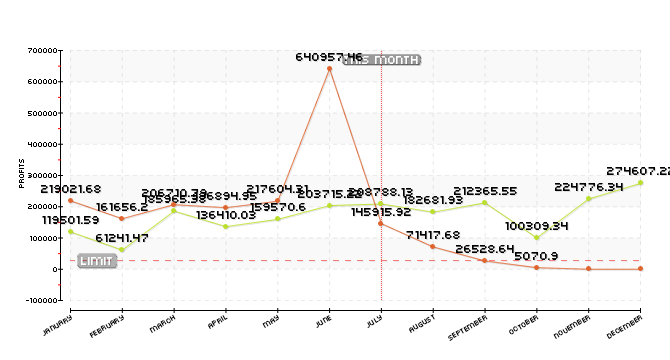 700000
600000
500000
400000
300000
200000
100000
0
-100000
PROFITS
THIS MONTH
LIMIT
640957.46
219021.68
161656.2
206710.79
185965.38
196894.95
217604.31
203715.22
208788.13
182681.93
212365.55
224776.34
274607.22
119501.59
61241.47
136410.03
159570.6
145915.92
71417.68
26528.64
5070.9
100309.34
JANUARY
FEBRUARY
MARCH
APRIL
MAY
JUNE
JULY
AUGUST
SEPTEMBER
OCTOBER
NOVEMBER
DECEMBER